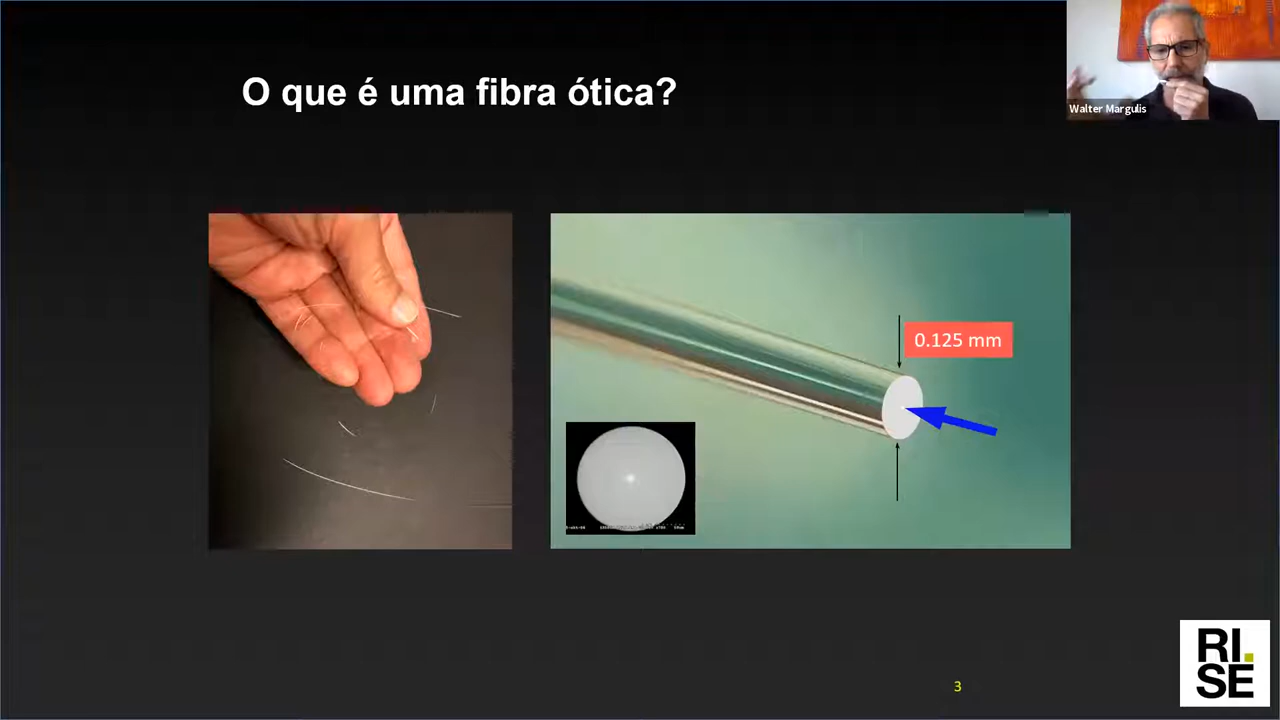 O que é uma fibra ótica?
Walter Margulis
0.125 mm
3
RI.
SE